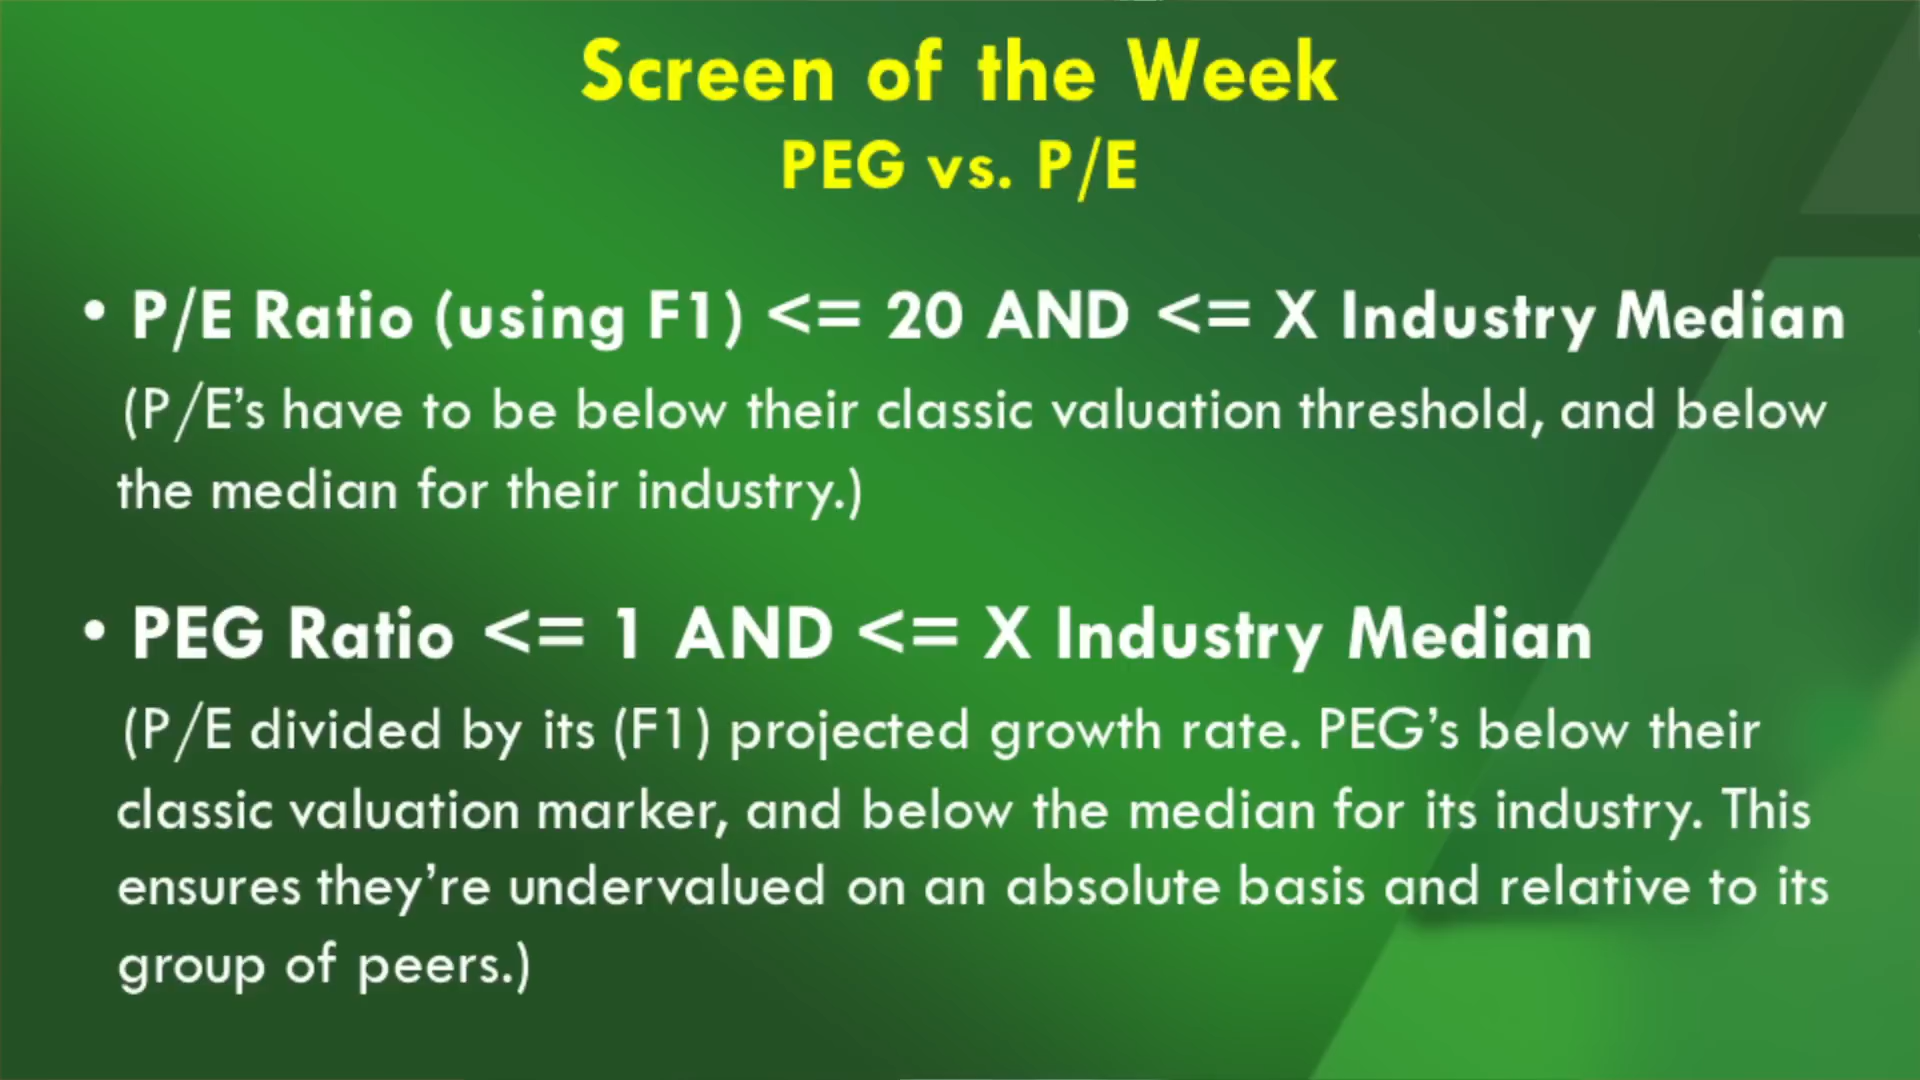 Screen of the Week
PEG vs. P/E
• P/E Ratio (using F1) <= 20 AND <= X Industry Median
(P/E’s have to be below their classic valuation threshold, and below
the median for their industry.)
• PEG Ratio <= 1 AND <= X Industry Median
(P/E divided by its (F1) projected growth rate. PEG’s below their
classic valuation marker, and below the median for its industry. This
ensures they’re undervalued on an absolute basis and relative to its
group of peers.)